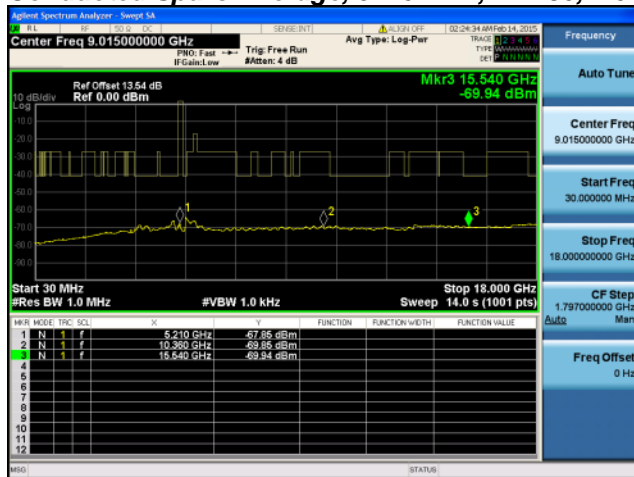 Agilent Spectrum Analyzer - Swept SA
RL RF 50 Ω DC SENSE:INT ALIGN OFF 02:24:34 AM Feb 14, 2015
Center Freq 9.015000000 GHz
PNO: Fast
IFGain:Low
Trig: Free Run
#Atten: 4 dB
Avg Type: Log-Pwr
TRACE 1 2 3 4 5 6
TYPE
DET P N N N N N
Mkr3 15.540 GHz
-69.94 dBm
Ref Offset 13.54 dB
Ref 0.00 dBm
10 dB/div
Log
-10.0
-20.0
-30.0
-40.0
-50.0
-60.0
-70.0
-80.0
-90.0
1
2
3
Start 30 MHz
Stop 18.000 GHz
#Res BW 1.0 MHz #VBW 1.0 kHz Sweep 14.0 s (1001 pts)
MKR MODE TRC SCL X Y FUNCTION FUNCTION WIDTH FUNCTION VALUE
1 N 1 f 5.210 GHz -67.85 dBm
2 N 1 f 10.360 GHz -69.85 dBm
3 N 1 f 15.540 GHz -69.94 dBm
4
5
6
7
8
9
10
11
12
MSG STATUS
Frequency
Auto Tune
Center Freq
9.015000000 GHz
Start Freq
30.000000 MHz
Stop Freq
18.000000000 GHz
CF Step
1.797000000 GHz
Auto Man
Freq Offset
0 Hz